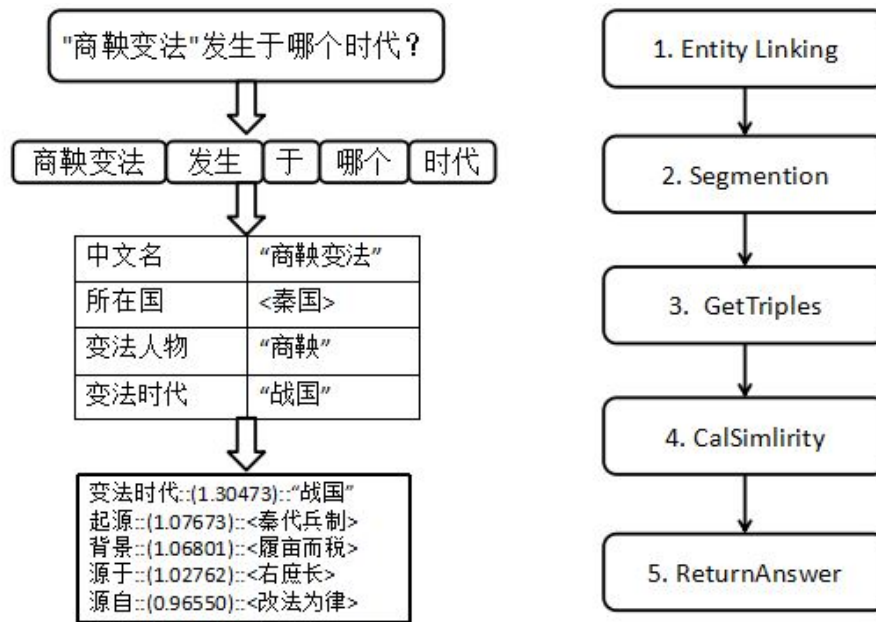 "商鞅变法"发生于哪个时代？
商鞅变法 发生 于 哪个 时代
中文名 “商鞅变法”
所在国 <秦国>
变法人物 “商鞅”
变法时代 “战国”
变法时代::(1.30473)::“战国”
起源::(1.07673)::<秦代兵制>
背景::(1.06801)::<履亩而税>
源于::(1.02762)::<右庶长>
源自::(0.96550)::<改法为律>
1. Entity Linking
2. Segmention
3. GetTriples
4. CalSimlirity
5. ReturnAnswer